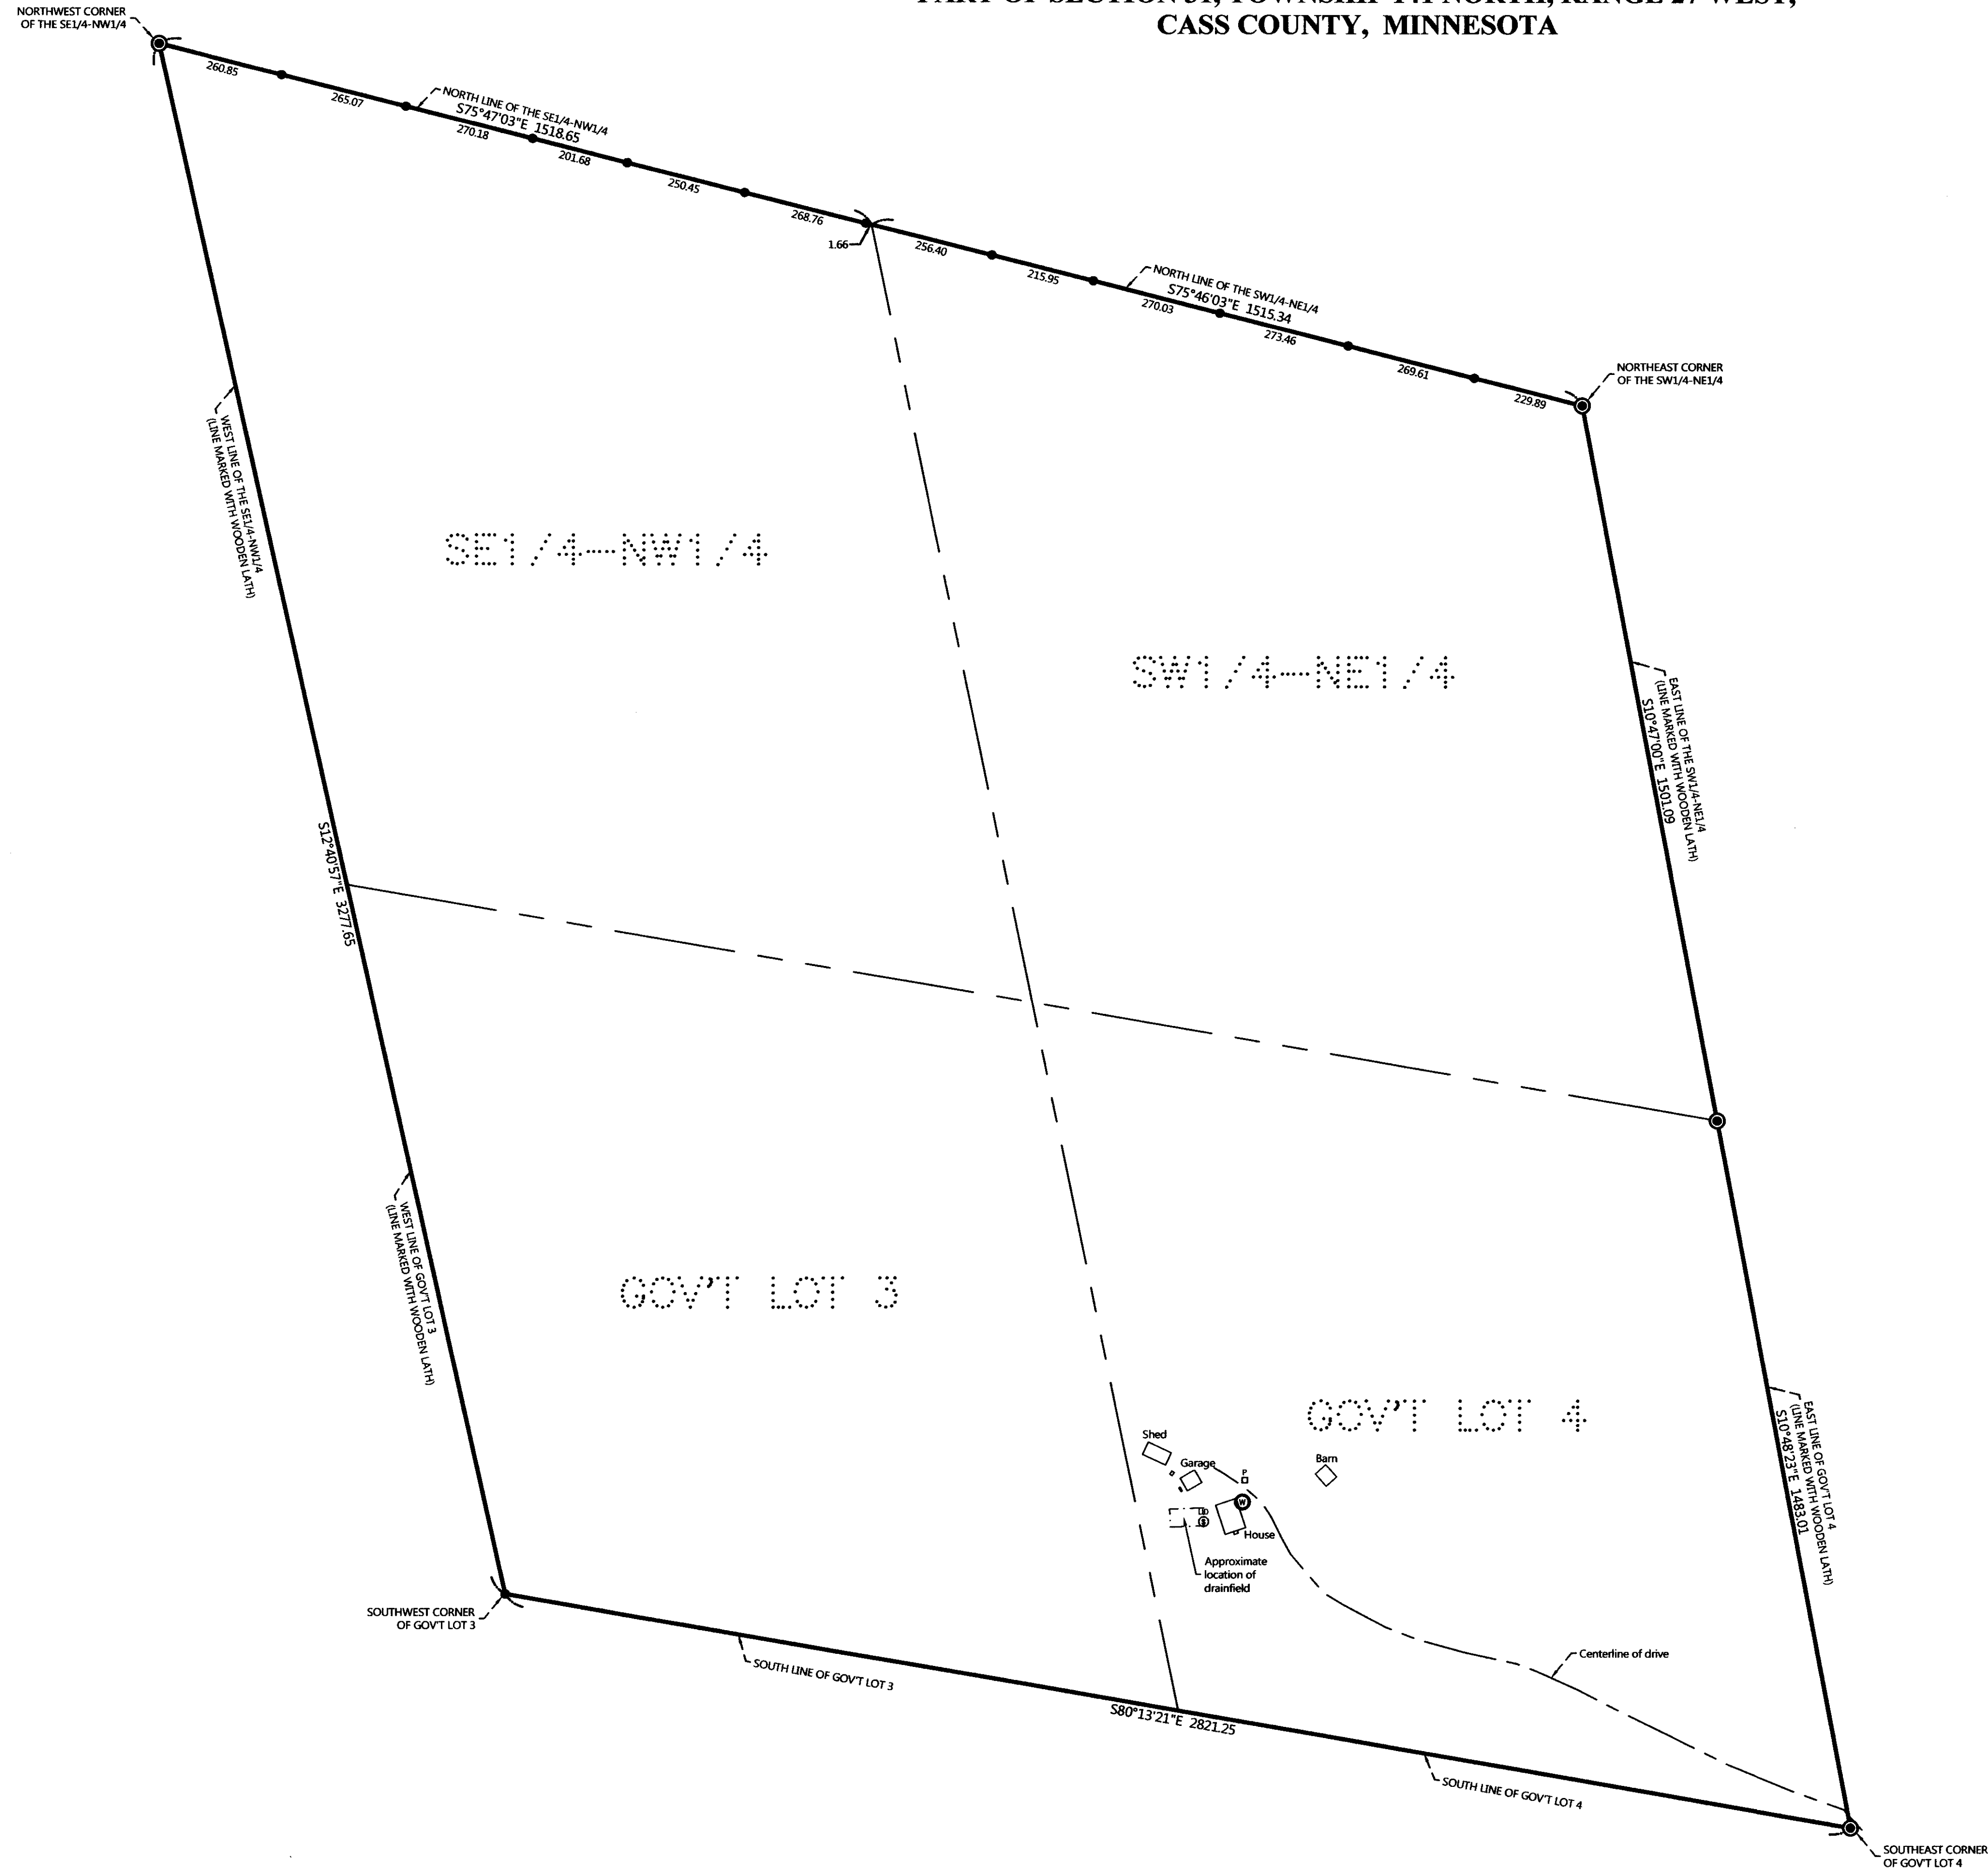 CASS COUNTY, MINNESOTA
NORTHWEST CORNER
OF THE SE1/4-NW1/4
260.85
265.07
NORTH LINE OF THE SE1/4-NW1/4
S75°47'03"E 1518.65
270.18
201.68
250.45
268.76
1.66
256.40
215.95
NORTH LINE OF THE SW1/4-NE1/4
S75°46'03"E 1515.34
270.03
273.46
269.61
229.89
NORTHEAST CORNER
OF THE SW1/4-NE1/4
WEST LINE OF THE SE1/4-NW1/4
(LINE MARKED WITH WOODEN LATH)
SE1/4-NW1/4
SW1/4-NE1/4
EAST LINE OF THE SW1/4-NE1/4
(LINE MARKED WITH WOODEN LATH)
S10°47'00"E 1501.09
S12°40'57"E 3277.65
WEST LINE OF GOV'T LOT 3
(LINE MARKED WITH WOODEN LATH)
GOV'T LOT 3
GOV'T LOT 4
EAST LINE OF GOV'T LOT 4
(LINE MARKED WITH WOODEN LATH)
S10°48'23"E 1483.01
Shed
Garage
P
Barn
W
S
House
Approximate
location of
drainfield
SOUTHWEST CORNER
OF GOV'T LOT 3
SOUTH LINE OF GOV'T LOT 3
Centerline of drive
S80°13'21"E 2821.25
SOUTH LINE OF GOV'T LOT 4
SOUTHEAST CORNER
OF GOV'T LOT 4